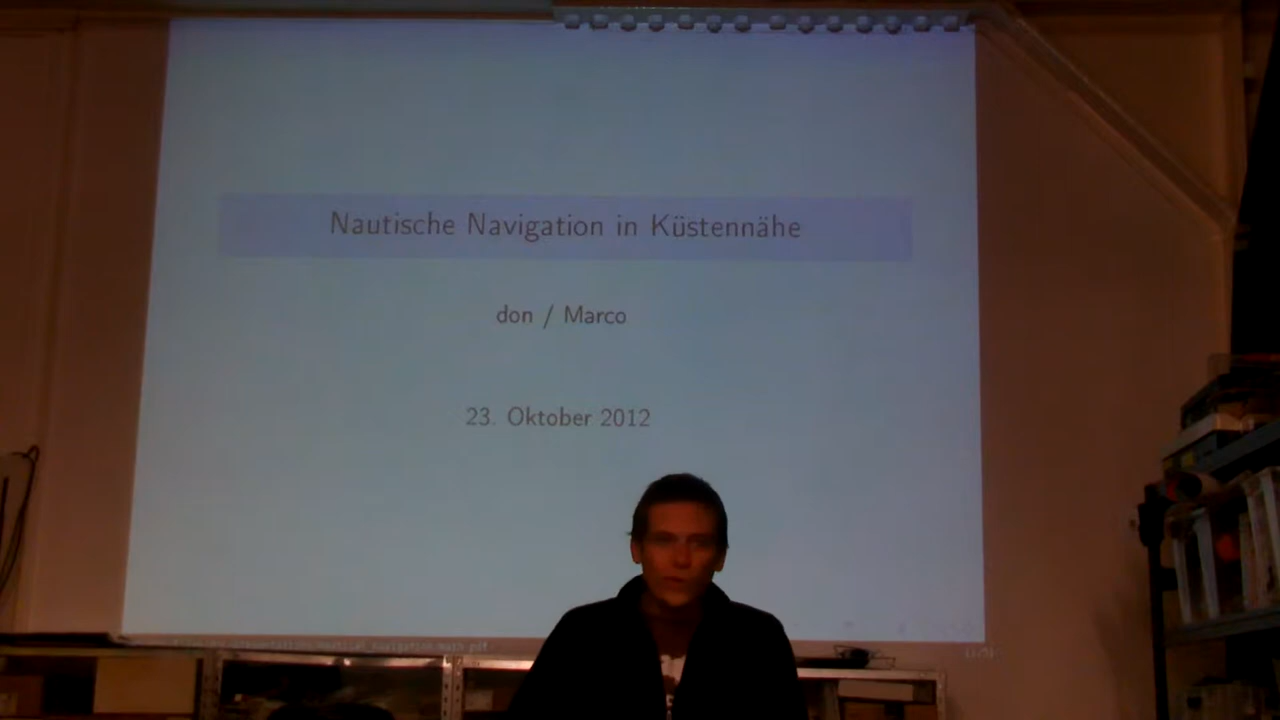 Nautische Navigation in Küstennähe
don / Marco
23. Oktober 2012